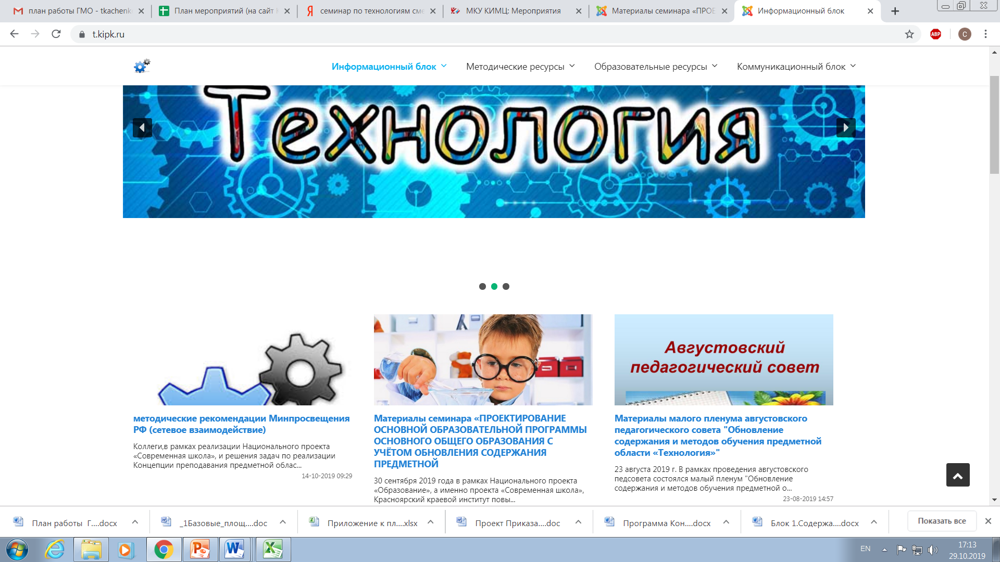 план работы ГМО - tkachenk
План мероприятий (на сайт
семинар по технологиям сме
МКУ КИМЦ: Мероприятия
Материалы семинара «ПРОЕ
Информационный блок
t.kipk.ru
ABP
C
Информационный блок
Методические ресурсы
Образовательные ресурсы
Коммуникационный блок
Технология
Августовский
педагогический совет
методические рекомендации Минпросвещения
РФ (сетевое взаимодействие)
Коллеги,в рамках реализации Национального проекта
«Современная школа», и решения задач по реализации
Концепции преподавания предметной облас...
14-10-2019 09:29
Материалы семинара «ПРОЕКТИРОВАНИЕ
ОСНОВНОЙ ОБРАЗОВАТЕЛЬНОЙ ПРОГРАММЫ
ОСНОВНОГО ОБЩЕГО ОБРАЗОВАНИЯ С
УЧЁТОМ ОБНОВЛЕНИЯ СОДЕРЖАНИЯ
ПРЕДМЕТНОЙ
30 сентября 2019 года в рамках Национального проекта
«Образование», а именно проекта «Современная школа»,
Красноярский краевой институт повы...
Материалы малого пленума августовского
педагогического совета "Обновление
содержания и методов обучения предметной
области «Технология»"
23 августа 2019 г. В рамках проведения августовского
педсовета состоялся малый пленум "Обновление
содержания и методов обучения предметной о...
23-08-2019 14:57
План работы Г....docx
_1Базовые_площ....doc
Приложение к пл....xlsx
Проект Приказа....doc
Программа Кон....docx
Блок 1.Содержа....docx
Показать все
EN
17:13
29.10.2019